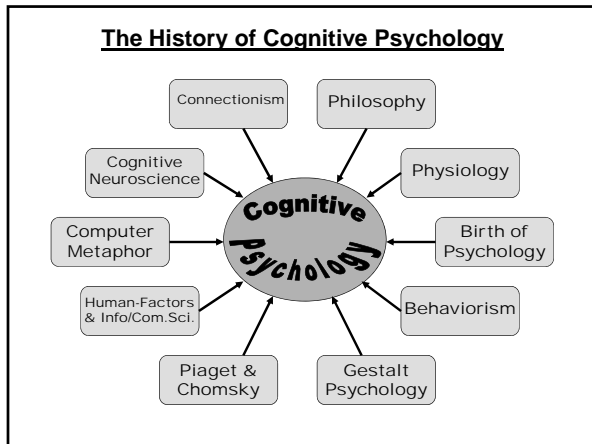 The History of Cognitive Psychology
Connectionism
Philosophy
Cognitive
Neuroscience
Physiology
Cognitive
Psychology
Computer
Metaphor
Birth of
Psychology
Human-Factors
& Info/Com.Sci.
Behaviorism
Piaget &
Chomsky
Gestalt
Psychology